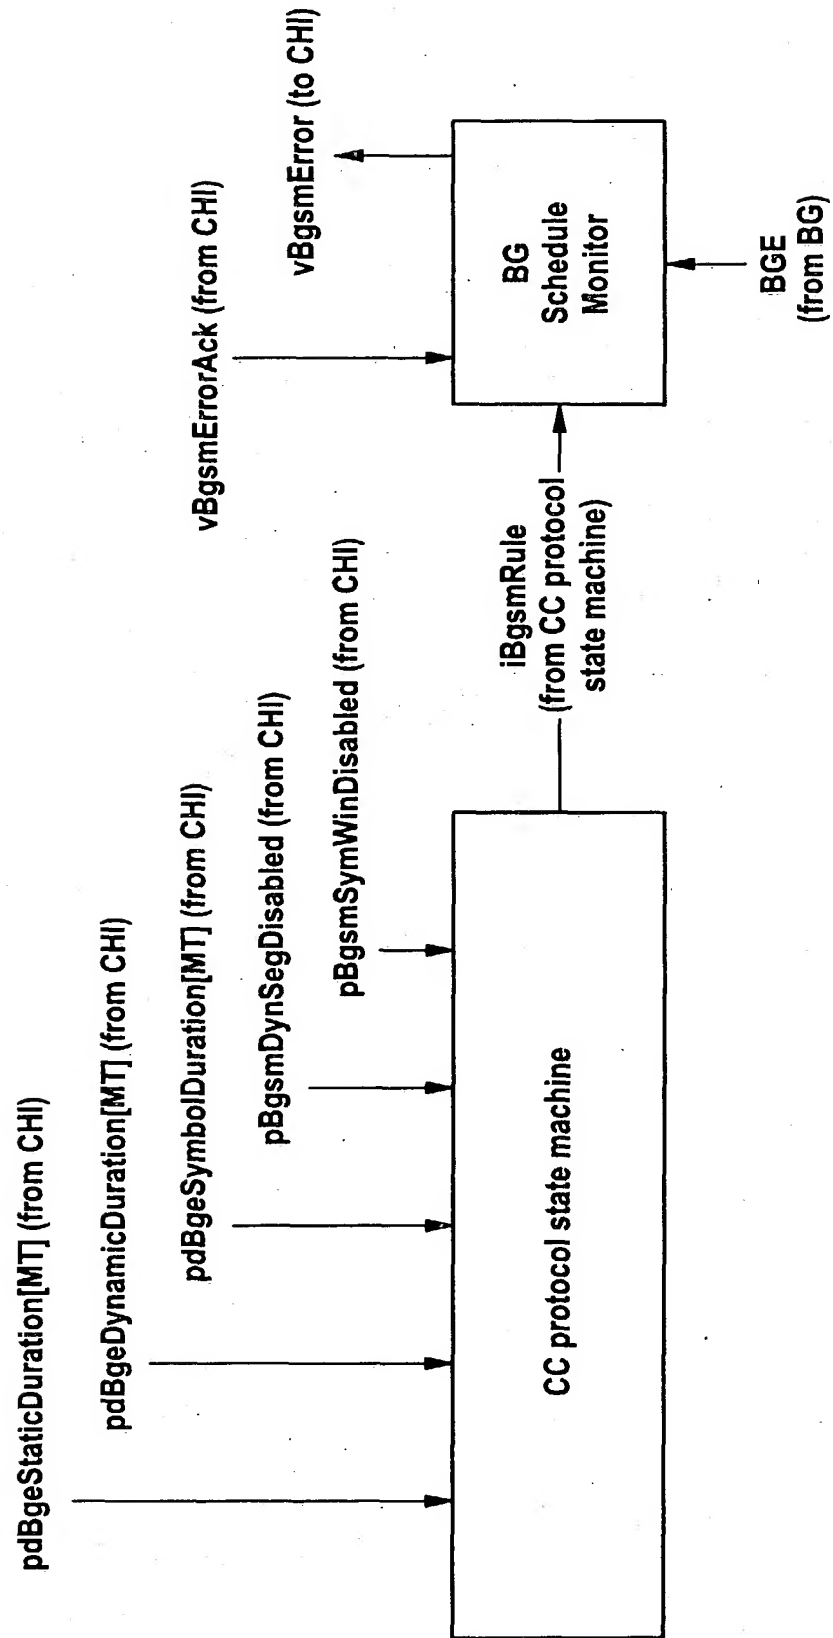 pdBgeStaticDuration[MT] (from CHI)
pdBgeDynamicDuration[MT] (from CHI)
pdBgeSymbolDuration[MT] (from CHI)
pBgsmDynSegDisabled (from CHI)
pBgsmSymWinDisabled (from CHI)
vBgsmErrorAck (from CHI)
vBgsmError (to CHI)
CC protocol state machine
iBgsmRule
(from CC protocol
state machine)
BG
Schedule
Monitor
BGE
(from BG)